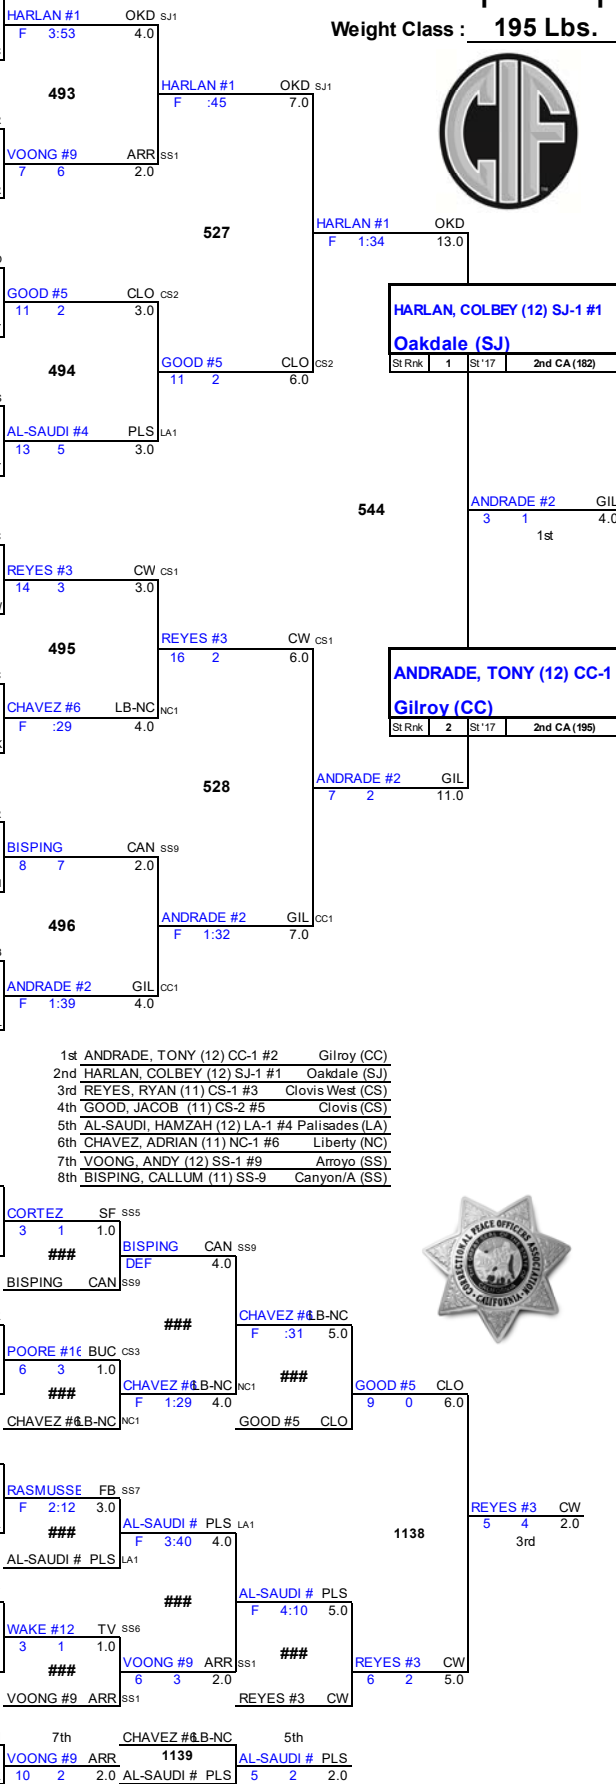 Weight Class : 195 Lbs.
HARLAN #1 OKD SJ1
F 3:53 4.0
493
HARLAN #1 OKD SJ1
F :45 7.0
VOONG #9 ARR SS1
7 6 2.0
CIF
527
HARLAN #1 OKD
F 1:34 13.0
GOOD #5 CLO CS2
11 2 3.0
HARLAN, COLBEY (12) SJ-1 #1
Oakdale (SJ)
St Rnk 1 St '17 2nd CA (182)
494
GOOD #5 CLO CS2
11 2 6.0
AL-SAUDI #4 PLS LA1
13 5 3.0
544
ANDRADE #2 GIL
3 1 4.0
1st
REYES #3 CW CS1
14 3 3.0
495
REYES #3 CW CS1
16 2 6.0
ANDRADE, TONY (12) CC-1
Gilroy (CC)
St Rnk 2 St '17 2nd CA (195)
CHAVEZ #6 LB-NC NC1
F :29 4.0
528
ANDRADE #2 GIL
7 2 11.0
BISPING CAN SS9
8 7 2.0
496
ANDRADE #2 GIL CC1
F 1:32 7.0
ANDRADE #2 GIL CC1
F 1:39 4.0
1st ANDRADE, TONY (12) CC-1 #2 Gilroy (CC)
2nd HARLAN, COLBEY (12) SJ-1 #1 Oakdale (SJ)
3rd REYES, RYAN (11) CS-1 #3 Clovis West (CS)
4th GOOD, JACOB (11) CS-2 #5 Clovis (CS)
5th AL-SAUDI, HAMZAH (12) LA-1 #4 Palisades (LA)
6th CHAVEZ, ADRIAN (11) NC-1 #6 Liberty (NC)
7th VOONG, ANDY (12) SS-1 #9 Arroyo (SS)
8th BISPING, CALLUM (11) SS-9 Canyon/A (SS)
CORTEZ SF SS5
3 1 1.0
###
BISPING CAN SS9
DEF 4.0
BISPING CAN SS9
CORRECTIONAL PEACE OFFICERS ASSOCIATION
CALIFORNIA
###
CHAVEZ #6 LB-NC
F :31 5.0
POORE #16 BUC CS3
6 3 1.0
###
CHAVEZ #6 LB-NC NC1
F 1:29 4.0
###
GOOD #5 CLO
9 0 6.0
CHAVEZ #6 LB-NC NC1
GOOD #5 CLO
RASMUSSE FB SS7
F 2:12 3.0
###
AL-SAUDI # PLS LA1
F 3:40 4.0
AL-SAUDI # PLS LA1
1138
REYES #3 CW
5 4 2.0
3rd
###
AL-SAUDI # PLS
F 4:10 5.0
WAKE #12 TV SS6
3 1 1.0
###
VOONG #9 ARR SS1
6 3 2.0
###
REYES #3 CW
6 2 5.0
VOONG #9 ARR SS1
REYES #3 CW
7th CHAVEZ #6 LB-NC 5th
VOONG #9 ARR 1139 AL-SAUDI # PLS
10 2 2.0 AL-SAUDI # PLS 5 2 2.0